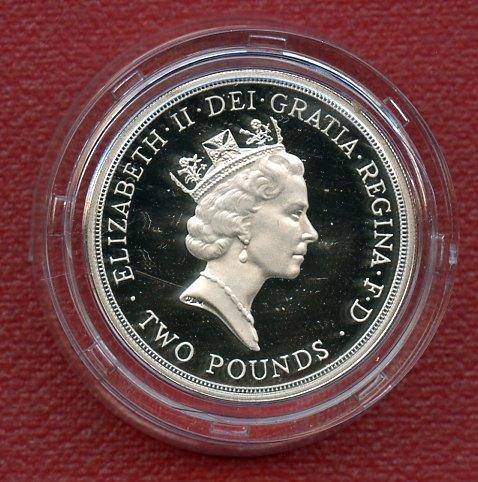 ELIZABETH · II · DEI · GRATIA · REGINA · F · D ·
TWO POUNDS ·